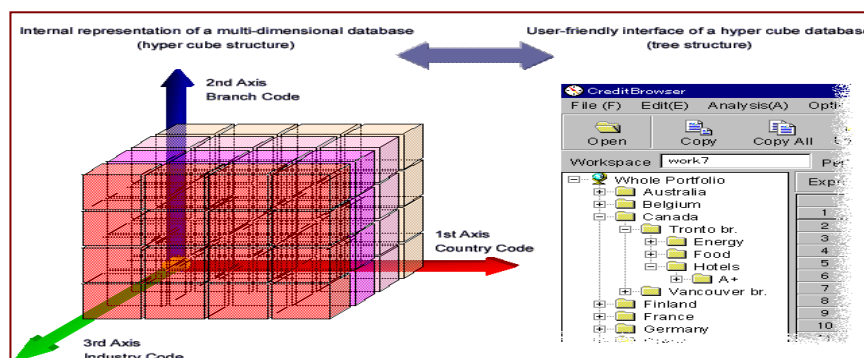 Internal representation of a multi-dimensional database
(hyper cube structure)
User-friendly interface of a hyper cube database
(tree structure)
2nd Axis
Branch Code
1st Axis
Country Code
3rd Axis
Industry Code
CreditBrowser
File (F) Edit(E) Analysis(A)
Open Copy Copy All
Workspace work7
Whole Portfolio
Australia
Belgium
Canada
Tronto br.
Energy
Food
Hotels
A+
Vancouver br.
Finland
France
Germany
1
2
3
4
5
6
7
8
9
10